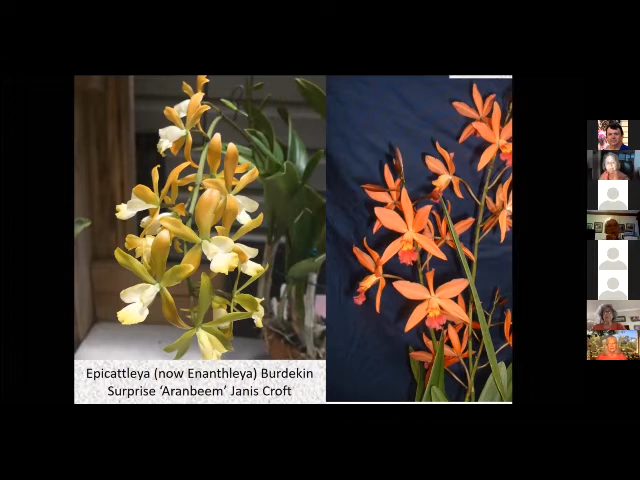 Epicattleya (now Enanthleya) Burdekin
Surprise ‘Aranbeem’ Janis Croft